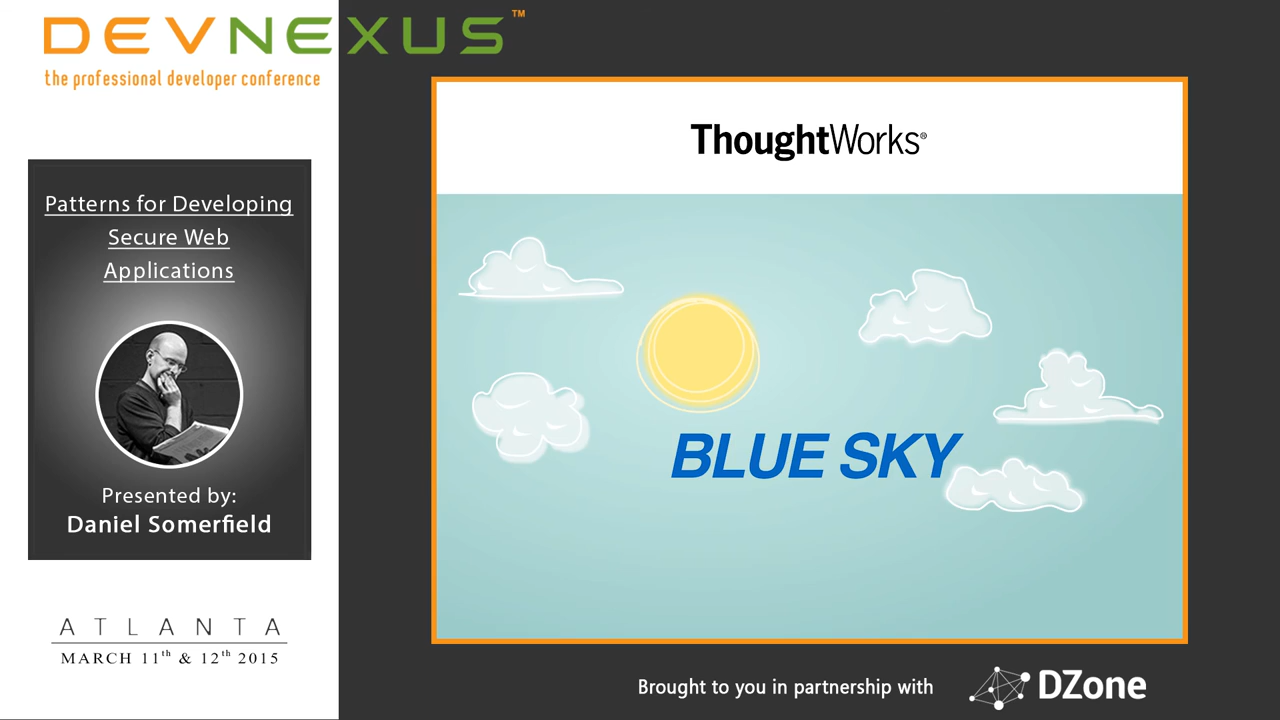 DEVNEXUS™
the professional developer conference
Patterns for Developing
Secure Web
Applications
Presented by:
Daniel Somerfield
ATLANTA
MARCH 11th & 12th 2015
ThoughtWorks®
BLUE SKY
Brought to you in partnership with
DZone